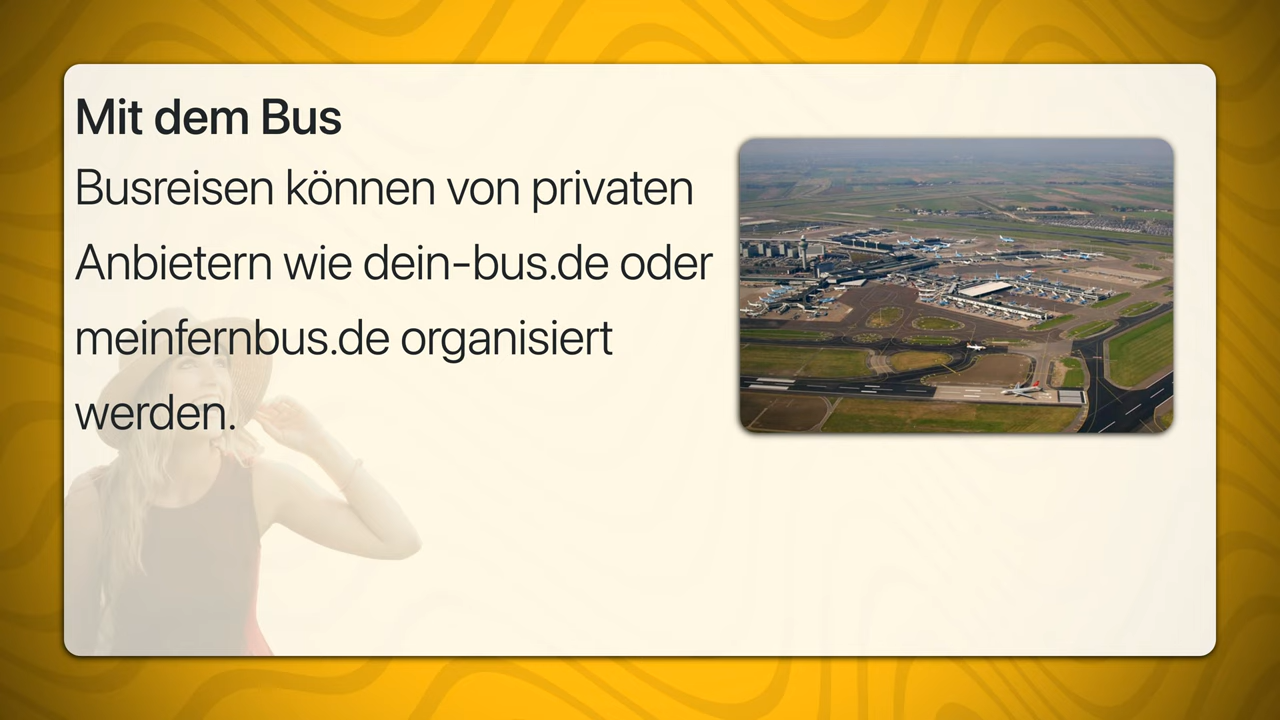 Mit dem Bus
Busreisen können von privaten
Anbietern wie dein-bus.de oder
meinfernbus.de organisiert
werden.